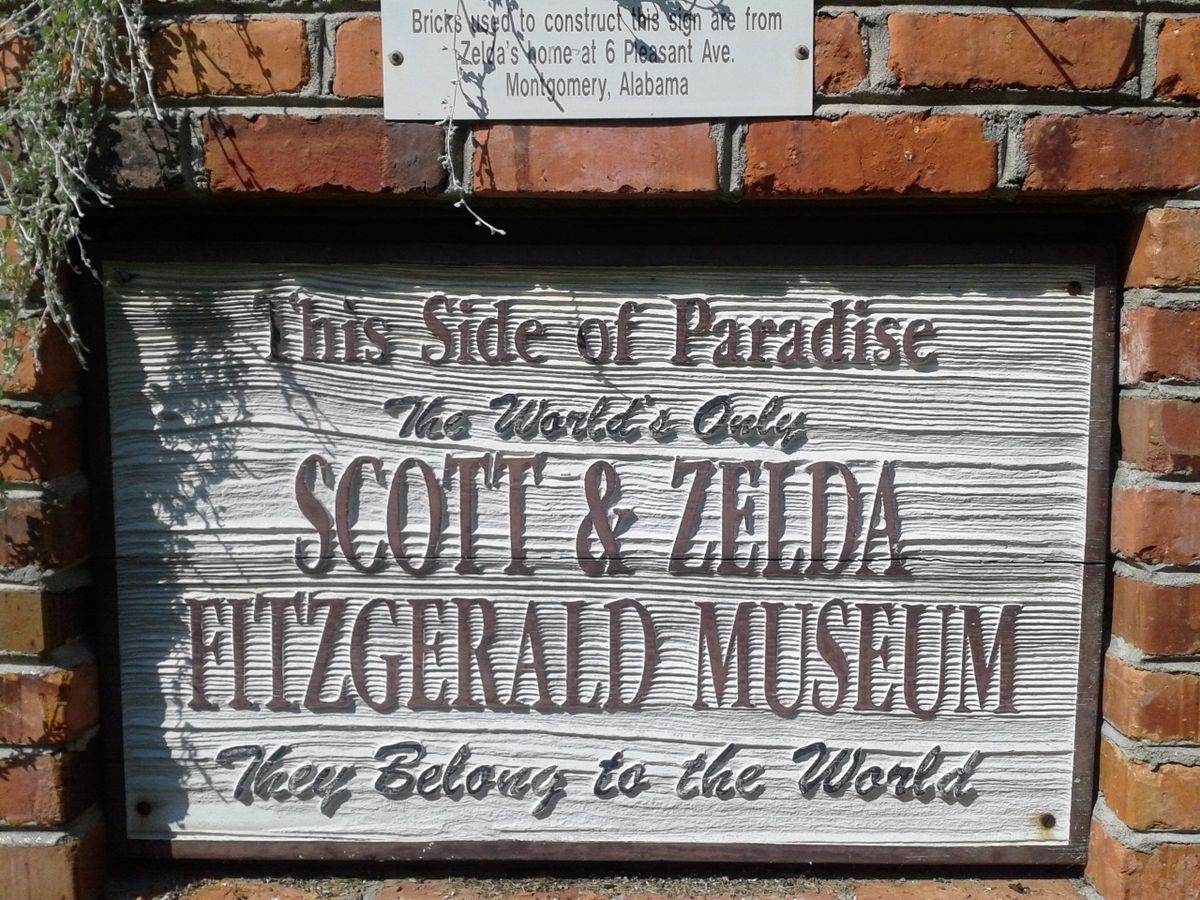 Bricks used to construct this sign are from
Zelda's home at 6 Pleasant Ave.
Montgomery, Alabama
This Side of Paradise
The World's Only
SCOTT & ZELDA
FITZGERALD MUSEUM
They Belong to the World